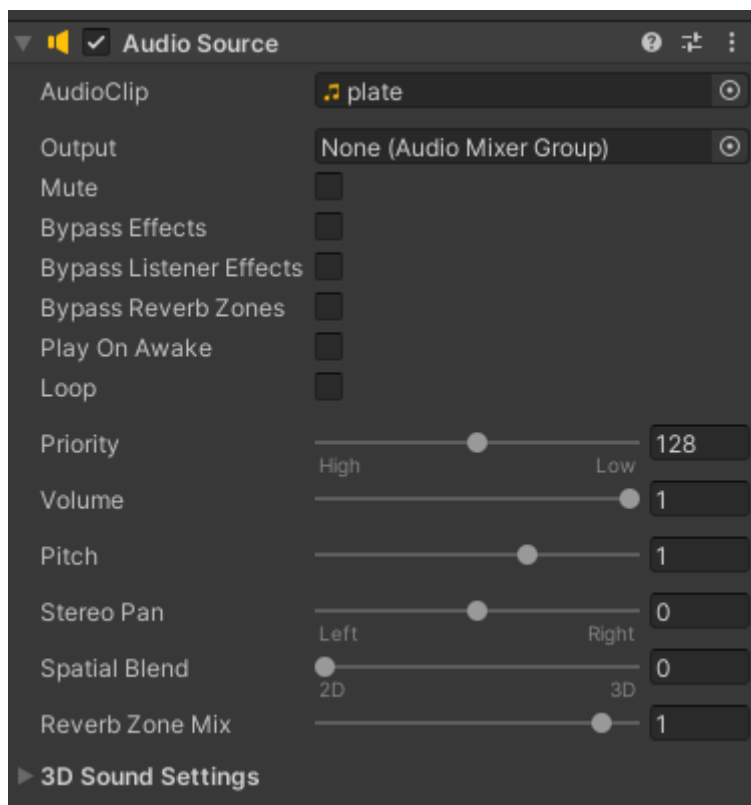 Audio Source
AudioClip plate
Output None (Audio Mixer Group)
Mute
Bypass Effects
Bypass Listener Effects
Bypass Reverb Zones
Play On Awake
Loop
Priority 128
High Low
Volume 1
Pitch 1
Stereo Pan 0
Left Right
Spatial Blend 0
2D 3D
Reverb Zone Mix 1
3D Sound Settings